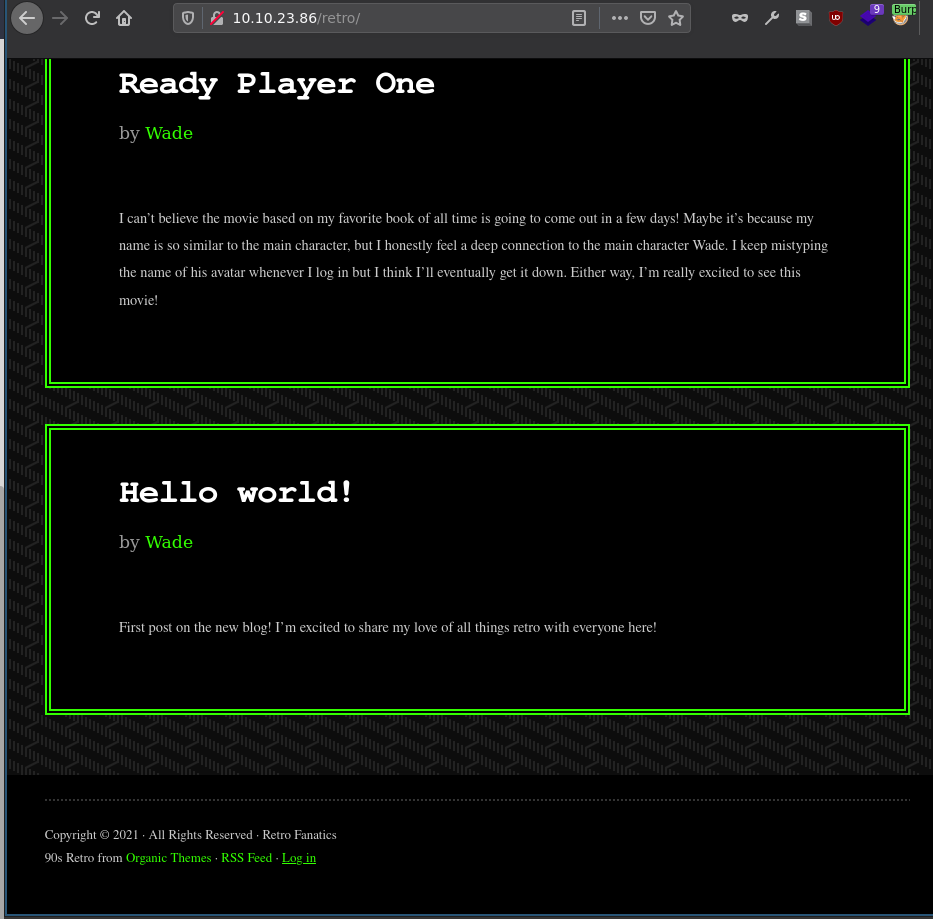 10.10.23.86/retro/
S
UD
9
Burp
Ready Player One
by Wade
I can’t believe the movie based on my favorite book of all time is going to come out in a few days! Maybe it’s because my
name is so similar to the main character, but I honestly feel a deep connection to the main character Wade. I keep mistyping
the name of his avatar whenever I log in but I think I’ll eventually get it down. Either way, I’m really excited to see this
movie!
Hello world!
by Wade
First post on the new blog! I’m excited to share my love of all things retro with everyone here!
Copyright © 2021 · All Rights Reserved · Retro Fanatics
90s Retro from Organic Themes · RSS Feed · Log in